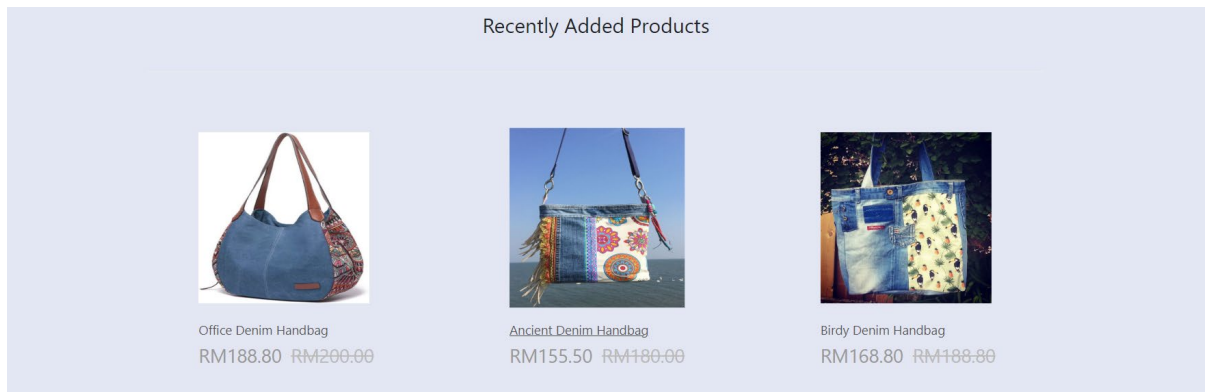 Recently Added Products
Office Denim Handbag
RM188.80 RM200.00
Ancient Denim Handbag
RM155.50 RM180.00
Birdy Denim Handbag
RM168.80 RM188.80